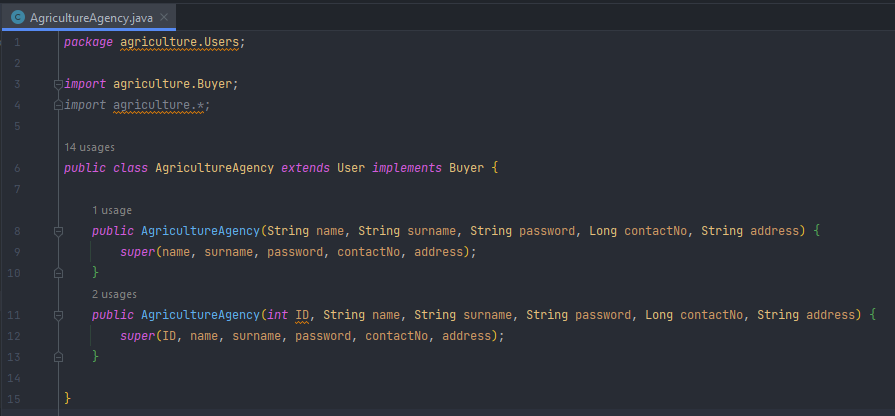 AgricultureAgency.java
1 package agriculture.Users;
2
3 import agriculture.Buyer;
4 import agriculture.*;
5
14 usages
6 public class AgricultureAgency extends User implements Buyer {
7
1 usage
8 public AgricultureAgency(String name, String surname, String password, Long contactNo, String address) {
9 super(name, surname, password, contactNo, address);
10 }
2 usages
11 public AgricultureAgency(int ID, String name, String surname, String password, Long contactNo, String address) {
12 super(ID, name, surname, password, contactNo, address);
13 }
14
15 }